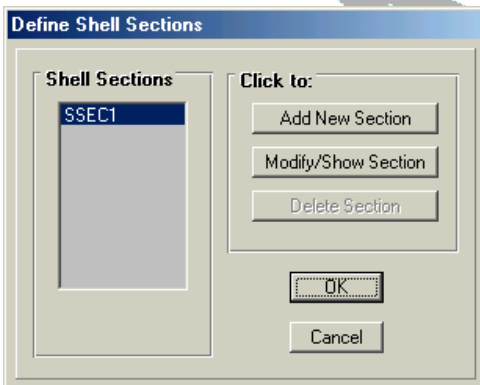 Define Shell Sections
Shell Sections
SSEC1
Click to:
Add New Section
Modify/Show Section
Delete Section
OK
Cancel